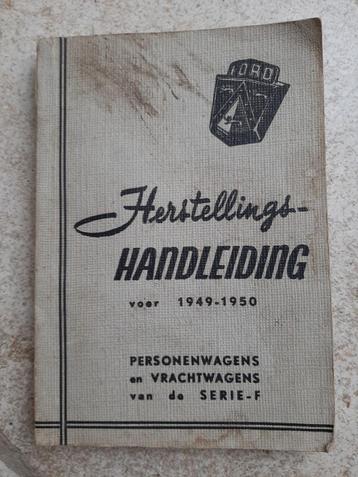 FORD
Herstellings-
HANDLEIDING
voor 1949-1950
PERSONENWAGENS
en VRACHTWAGENS
van de SERIE-F